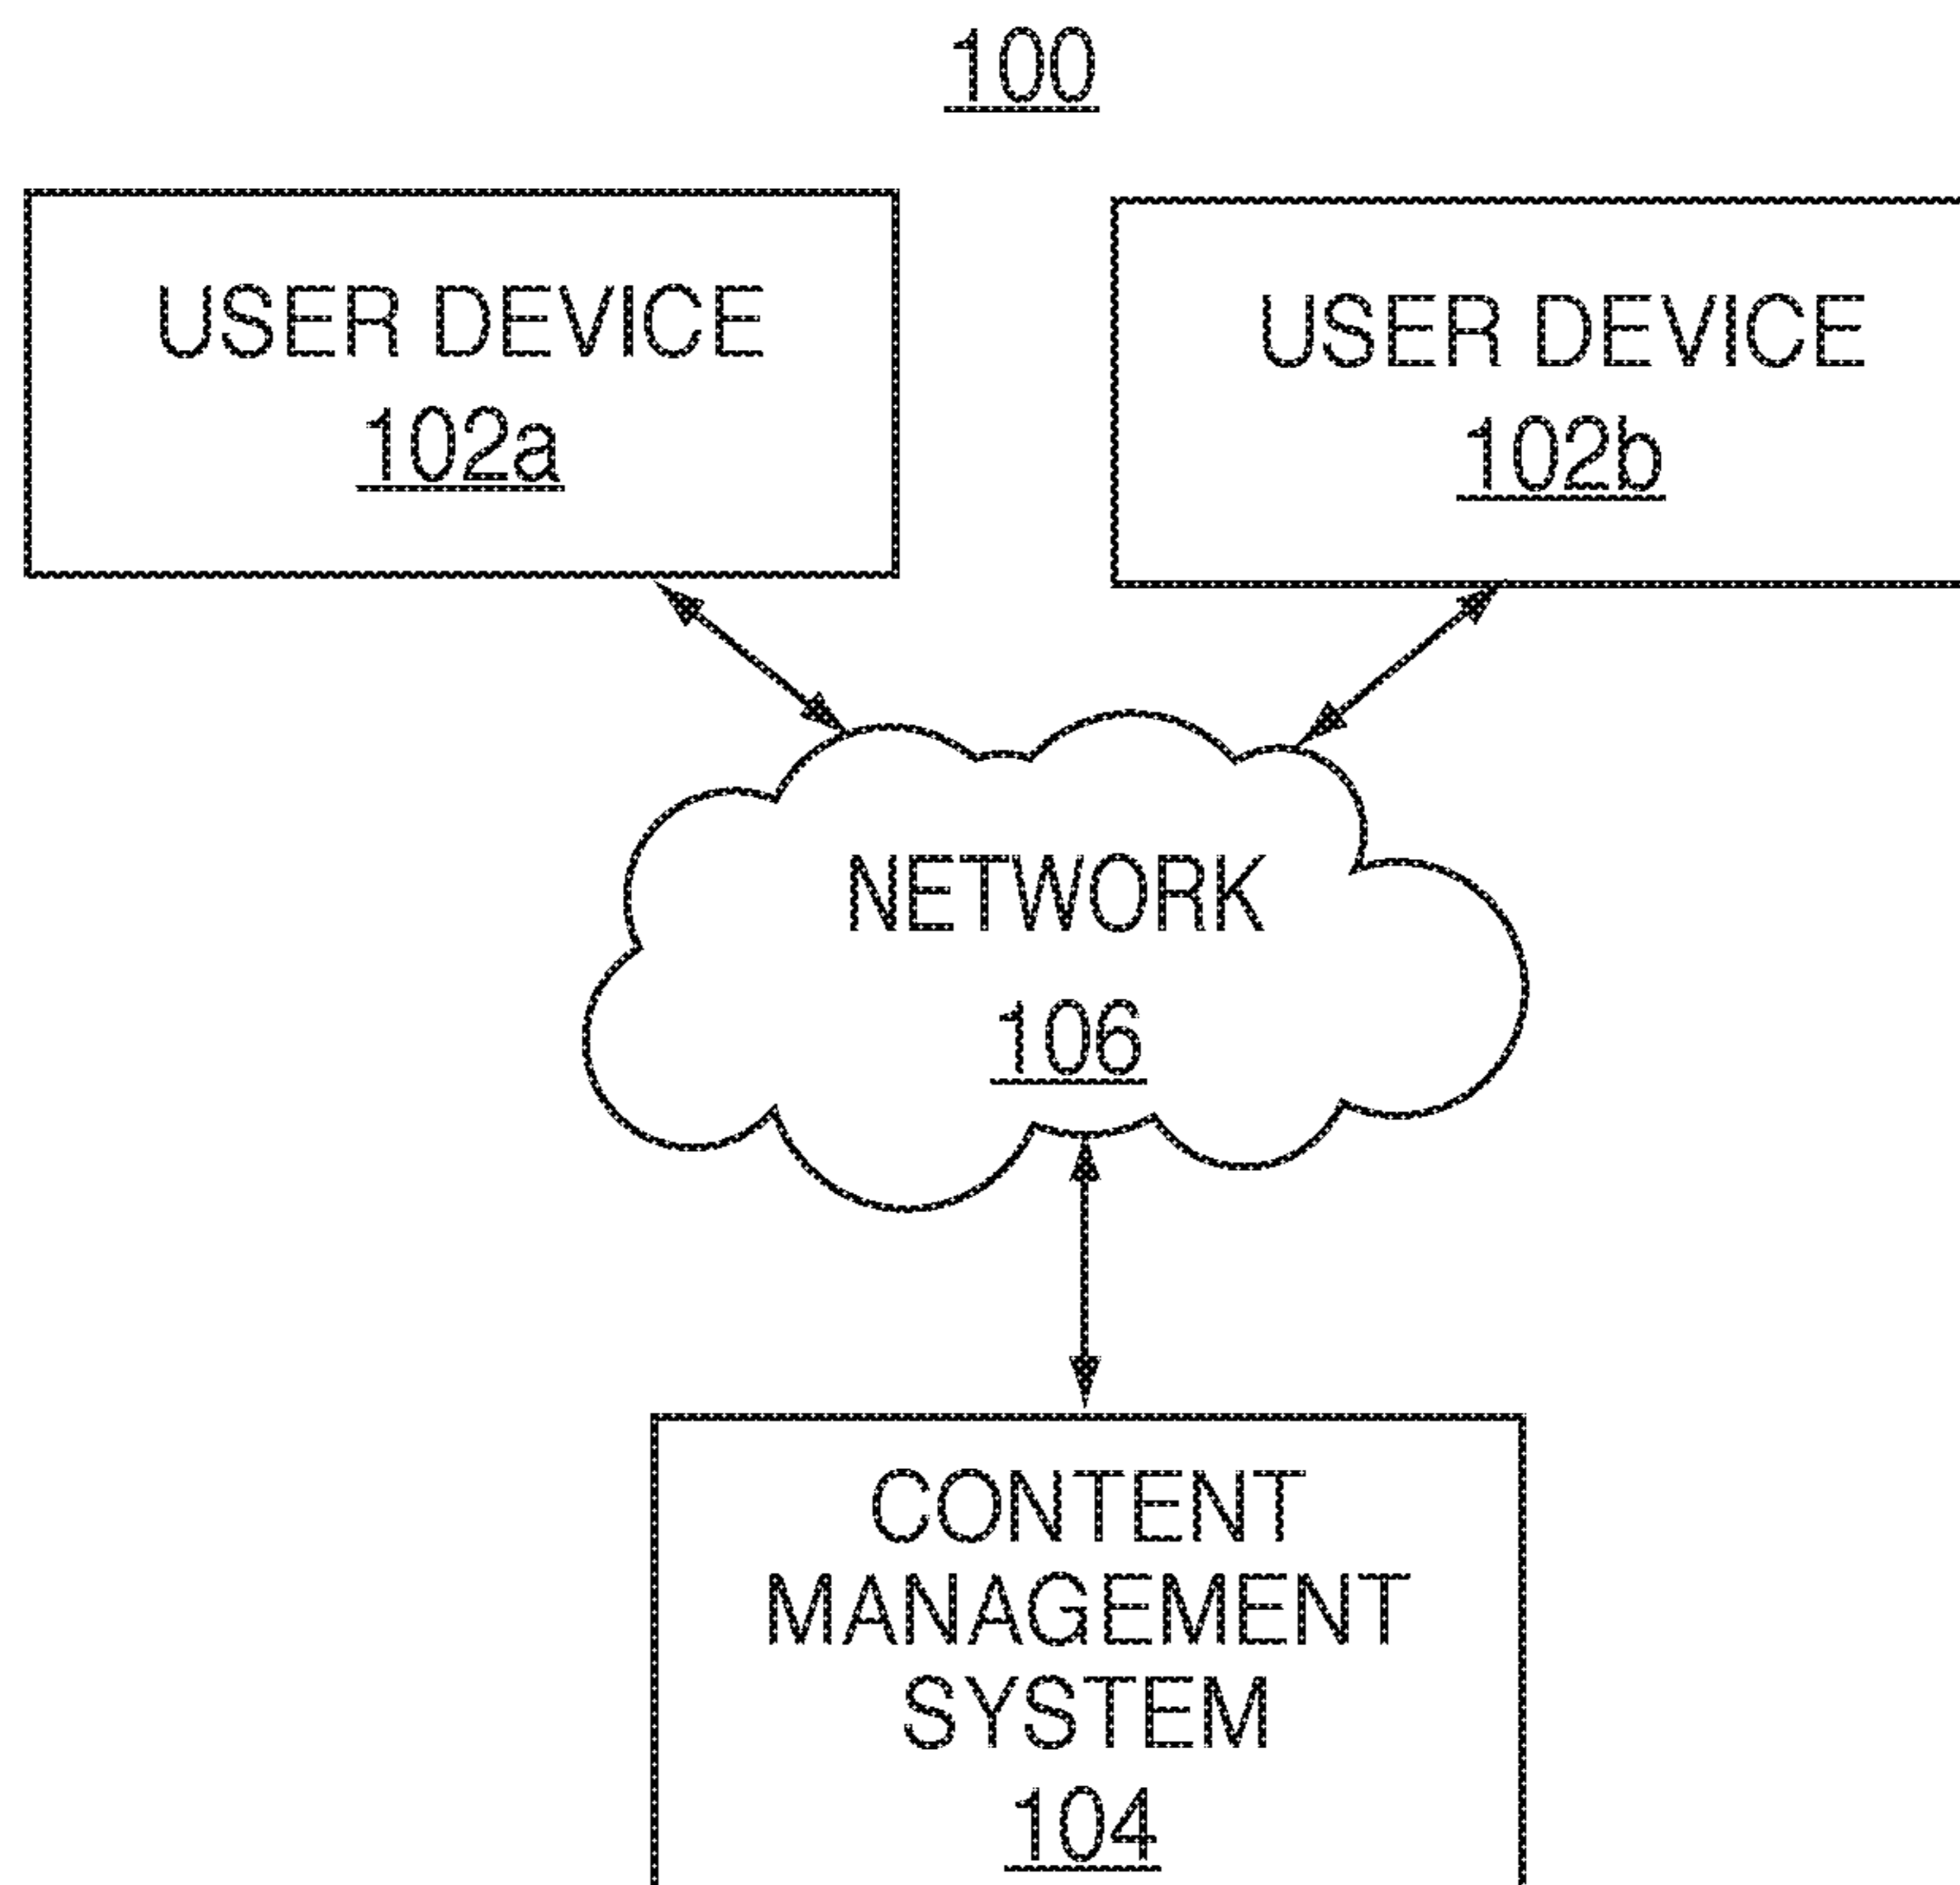 100
USER DEVICE
102a
USER DEVICE
102b
NETWORK
106
CONTENT
MANAGEMENT
SYSTEM
104